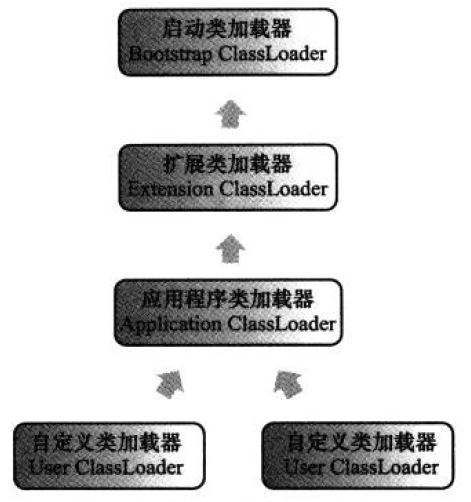 启动类加载器
Bootstrap ClassLoader
扩展类加载器
Extension ClassLoader
应用程序类加载器
Application ClassLoader
自定义类加载器
User ClassLoader
自定义类加载器
User ClassLoader